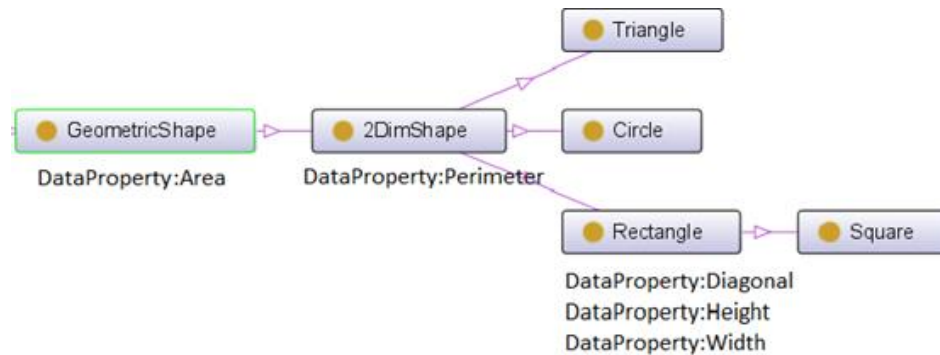 Triangle
GeometricShape
2DimShape
Circle
DataProperty:Area
DataProperty:Perimeter
Rectangle
Square
DataProperty:Diagonal
DataProperty:Height
DataProperty:Width